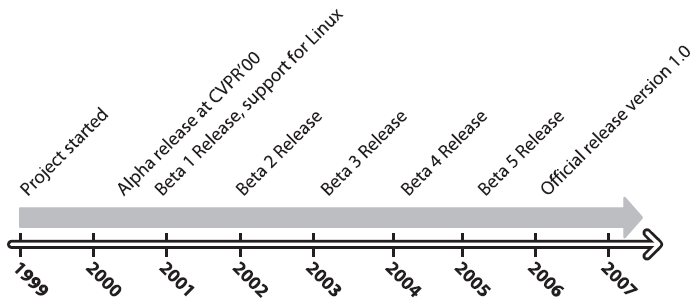 Project started
Alpha release at CVPR'00
Beta 1 Release, support for Linux
Beta 2 Release
Beta 3 Release
Beta 4 Release
Beta 5 Release
Official release version 1.0
1999
2000
2001
2002
2003
2004
2005
2006
2007